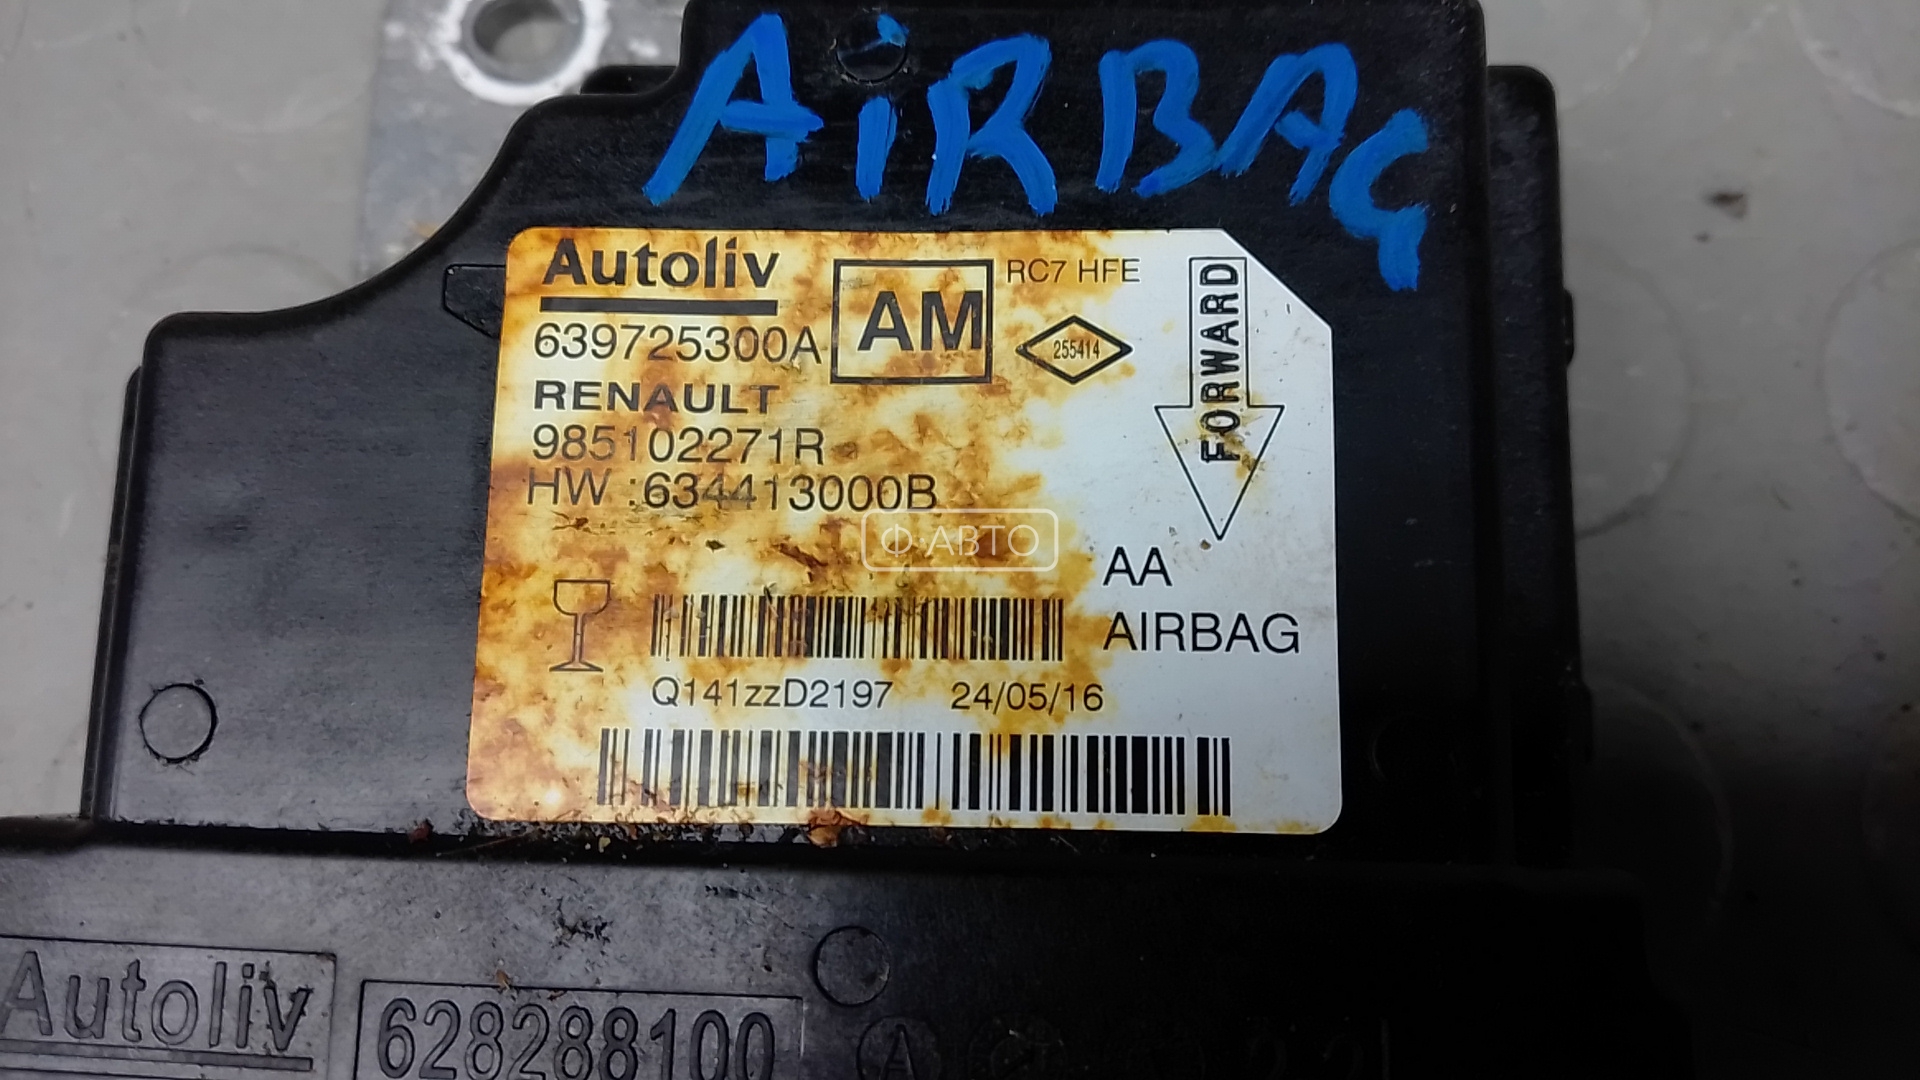 AiRBAG
Autoliv
AM
RC7 HFE
639725300A
255414
FORWARD
RENAULT
985102271R
HW :634413000B
Ф·АВТО
AA
AIRBAG
Q141zzD2197 24/05/16
Autoliv
628288100
A